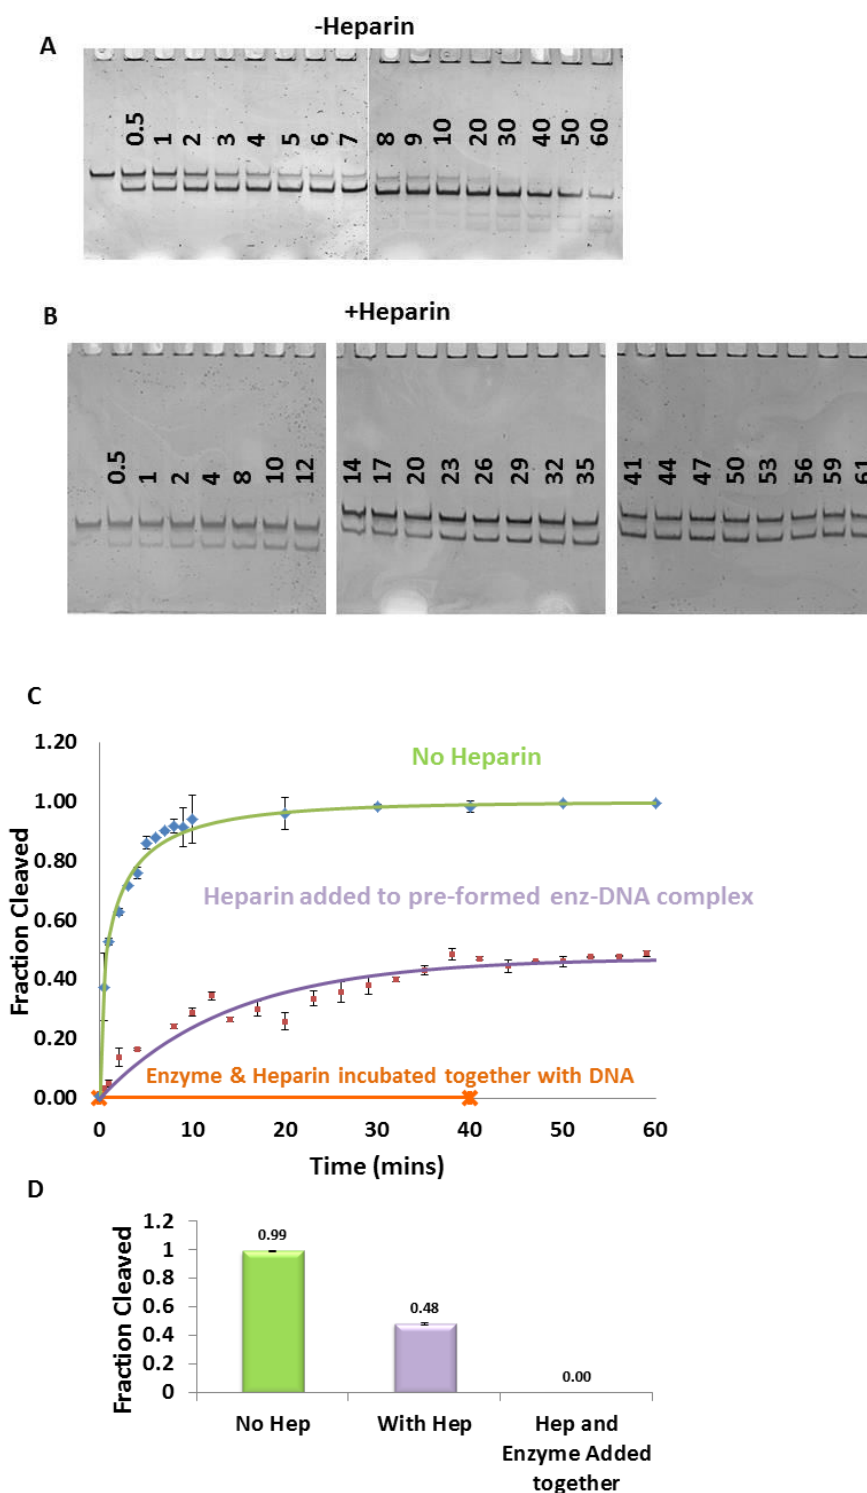 -Heparin
A
0.5 1 2 3 4 5 6 7 8 9 10 20 30 40 50 60
B
+Heparin
0.5 1 2 4 8 10 12 14 17 20 23 26 29 32 35 41 44 47 50 53 56 59 61
C
1.20
No Heparin
1.00
0.80
Heparin added to pre-formed enz-DNA complex
0.60
Fraction Cleaved
0.40
0.20
Enzyme & Heparin incubated together with DNA
0.00
0 10 20 30 40 50 60
Time (mins)
D
1.2
0.99
1
0.8
0.48
0.6
0.4
0.2
0.00
0
Fraction Cleaved
No Hep With Hep Hep and
Enzyme Added
together